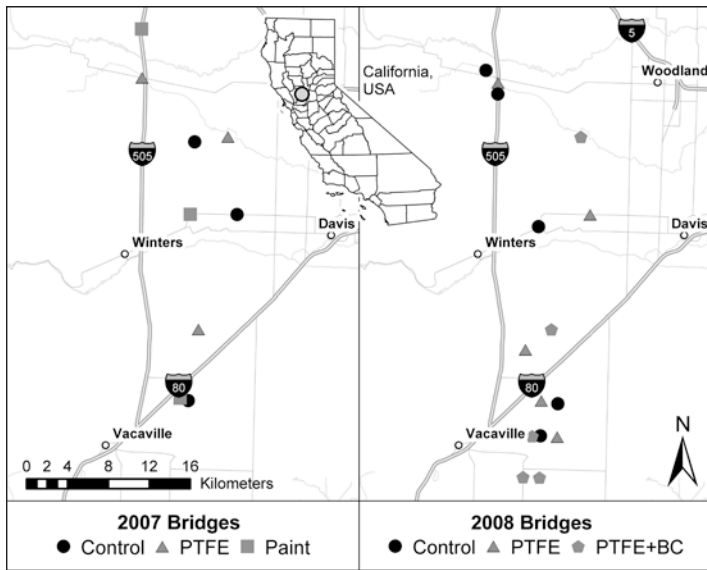 California,
USA
5
Woodland
505
505
Davis
Davis
Winters
Winters
80
80
Vacaville
Vacaville
N
0 2 4 8 12 16
Kilometers
2007 Bridges
Control PTFE Paint
2008 Bridges
Control PTFE PTFE+BC